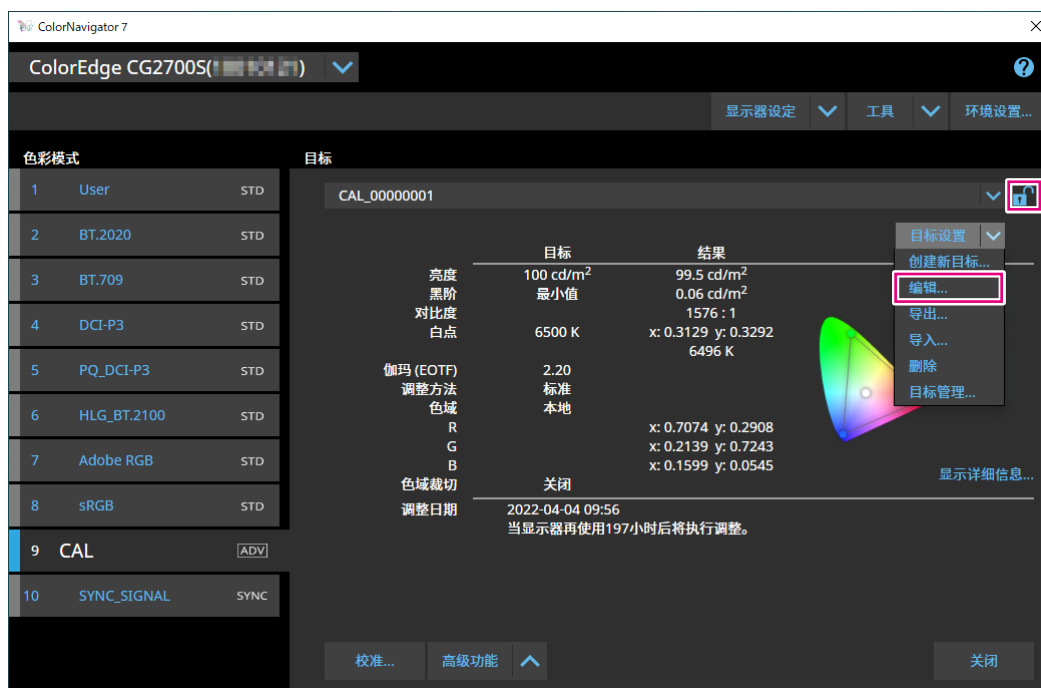 ColorNavigator 7
ColorEdge CG2700S( )
显示器设定 工具 环境设置...
色彩模式 目标
1 User STD
2 BT.2020 STD
3 BT.709 STD
4 DCI-P3 STD
5 PQ_DCI-P3 STD
6 HLG_BT.2100 STD
7 Adobe RGB STD
8 sRGB STD
9 CAL ADV
10 SYNC_SIGNAL SYNC
CAL_00000001
目标设置
创建新目标...
编辑...
导出...
导入...
删除
目标管理...
目标 结果
亮度 100 cd/m2 99.5 cd/m2
黑阶 最小值 0.06 cd/m2
对比度 1576 : 1
白点 6500 K x: 0.3129 y: 0.3292
6496 K
伽玛 (EOTF) 2.20
调整方法 标准
色域 本地
R x: 0.7074 y: 0.2908
G x: 0.2139 y: 0.7243
B x: 0.1599 y: 0.0545
色域裁切 关闭
显示详细信息...
调整日期 2022-04-04 09:56
当显示器再使用197小时后将执行调整。
校准... 高级功能 关闭